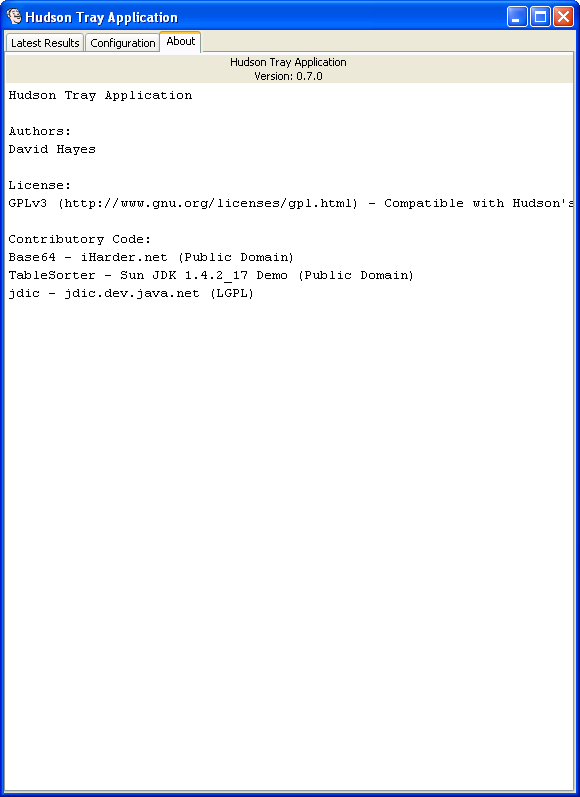 Hudson Tray Application
Latest Results
Configuration
About
Hudson Tray Application
Version: 0.7.0
Hudson Tray Application
Authors:
David Hayes
License:
GPLv3 (http://www.gnu.org/licenses/gpl.html) - Compatible with Hudson's
Contributory Code:
Base64 - iHarder.net (Public Domain)
TableSorter - Sun JDK 1.4.2_17 Demo (Public Domain)
jdic - jdic.dev.java.net (LGPL)